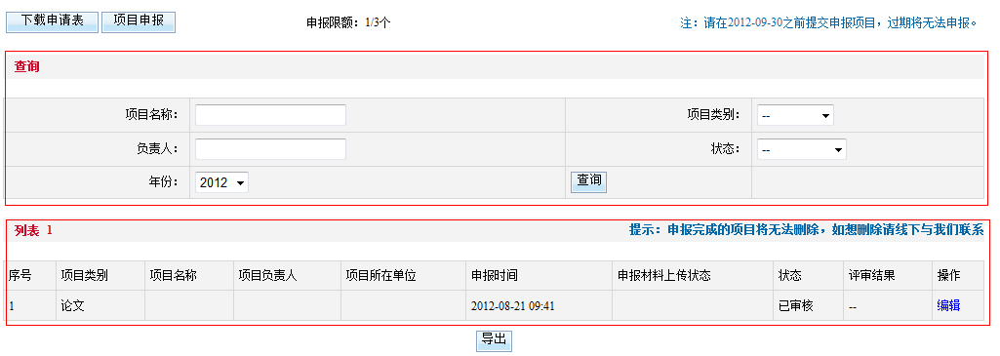 下载申请表 项目申报 申报限额：1/3个 注：请在2012-09-30之前提交申报项目，过期将无法申报。
查询
项目名称： 项目类别： --
负责人： 状态： --
年份： 2012 查询
列表 1 提示：申报完成的项目将无法删除，如想删除请线下与我们联系
序号 项目类别 项目名称 项目负责人 项目所在单位 申报时间 申报材料上传状态 状态 评审结果 操作
1 论文 2012-08-21 09:41 已审核 -- 编辑
导出